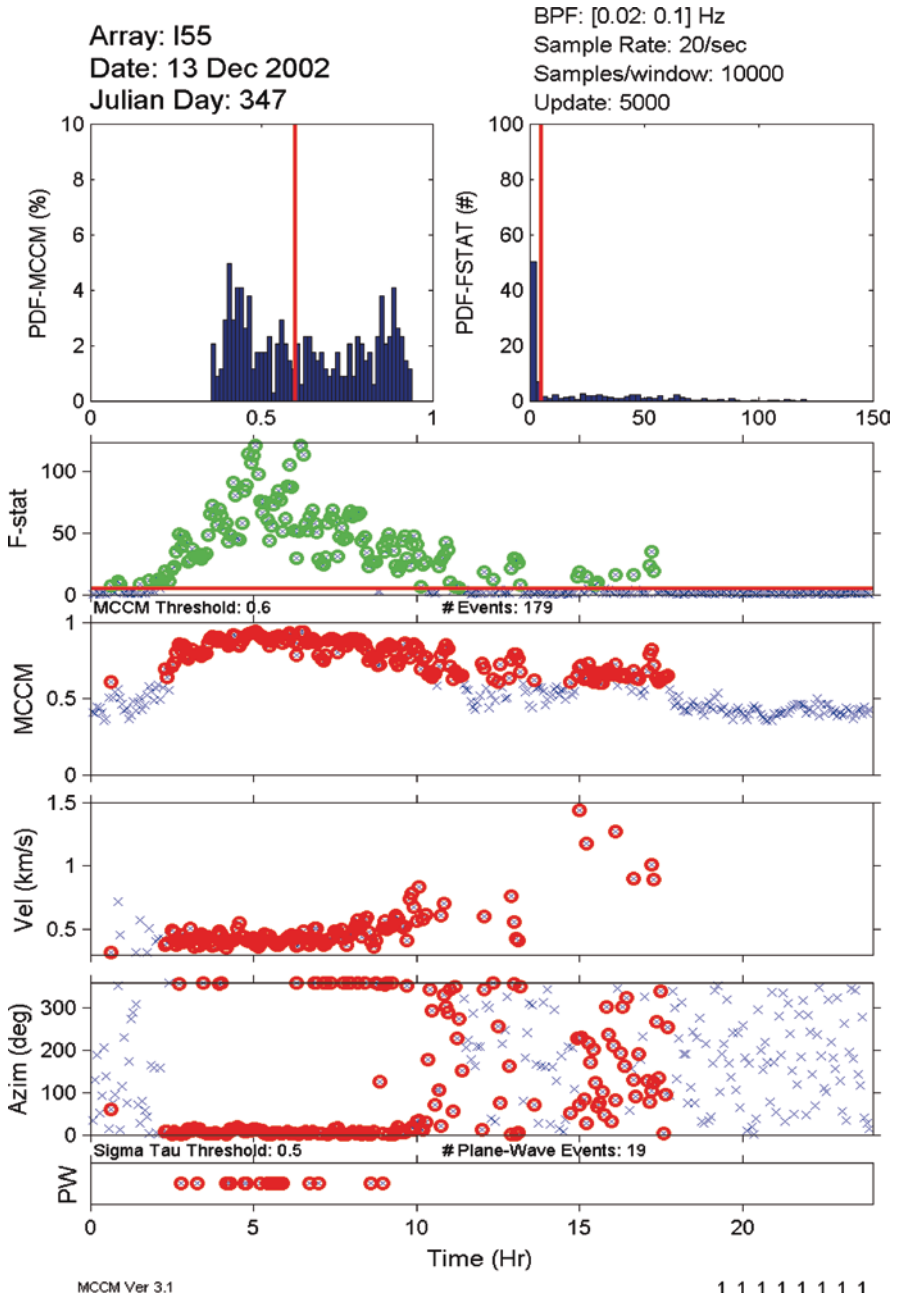 Array: I55
Date: 13 Dec 2002
Julian Day: 347
BPF: [0.02: 0.1] Hz
Sample Rate: 20/sec
Samples/window: 10000
Update: 5000
10
8
6
4
2
0
PDF-MCCM (%)
0
0.5
1
100
80
60
40
20
0
PDF-FSTAT (#)
0
50
100
150
F-stat
100
50
0
MCCM Threshold: 0.6
# Events: 179
MCCM
1
0.5
0
Vel (km/s)
1.5
1
0.5
Azim (deg)
300
200
100
0
Sigma Tau Threshold: 0.5
# Plane-Wave Events: 19
PW
0
5
10
15
20
Time (Hr)
MCCM Ver 3.1
1 1 1 1 1 1 1 1